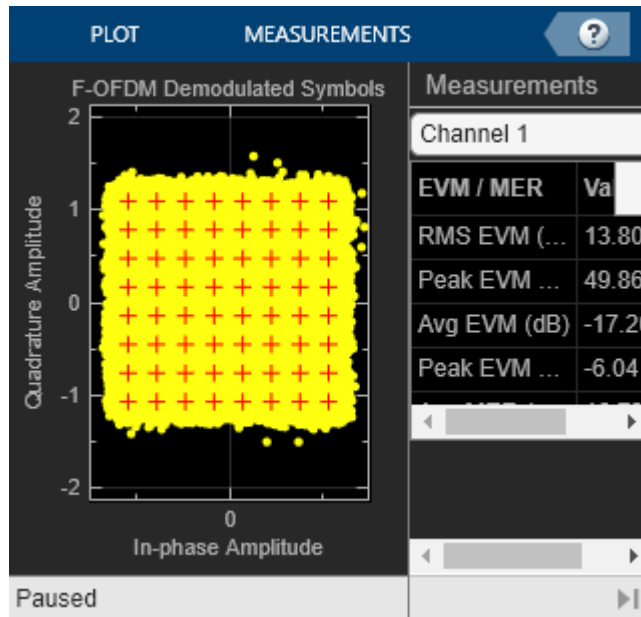 PLOT MEASUREMENTS ?
F-OFDM Demodulated Symbols
2
1
0
-1
-2
Quadrature Amplitude
0
In-phase Amplitude
Measurements
Channel 1
EVM / MER Va
RMS EVM (... 13.80
Peak EVM ... 49.86
Avg EVM (dB) -17.20
Peak EVM ... -6.04
Paused